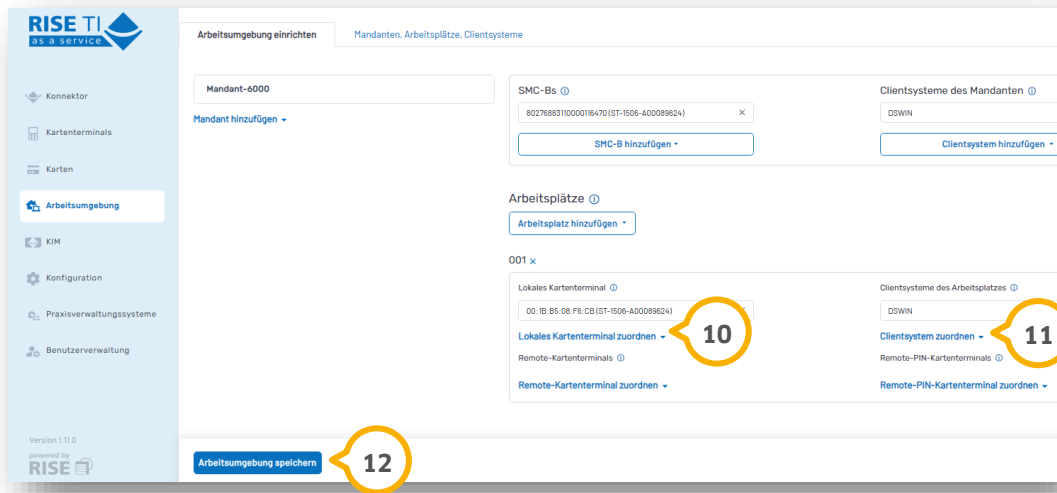 RISE TI
as a service
Arbeitsumgebung einrichten
Mandanten, Arbeitsplätze, Clientsysteme
Konnektor
Kartenterminals
Karten
Arbeitsumgebung
KIM
Konfiguration
Praxisverwaltungssysteme
Benutzerverwaltung
Version 1.11.0
powered by
RISE
Mandant-6000
Mandant hinzufügen
SMC-Bs
80276883110000116470 (ST-1506-A00089624)
SMC-B hinzufügen
Clientsysteme des Mandanten
DSWIN
Clientsystem hinzufügen
Arbeitsplätze
Arbeitsplatz hinzufügen
001 ×
Lokales Kartenterminal
00:1B:B5:08:F6:CB (ST-1506-A00089624)
Lokales Kartenterminal zuordnen
10
Remote-Kartenterminals
Remote-Kartenterminal zuordnen
Clientsysteme des Arbeitsplatzes
DSWIN
Clientsystem zuordnen
11
Remote-PIN-Kartenterminals
Remote-PIN-Kartenterminal zuordnen
Arbeitsumgebung speichern
12